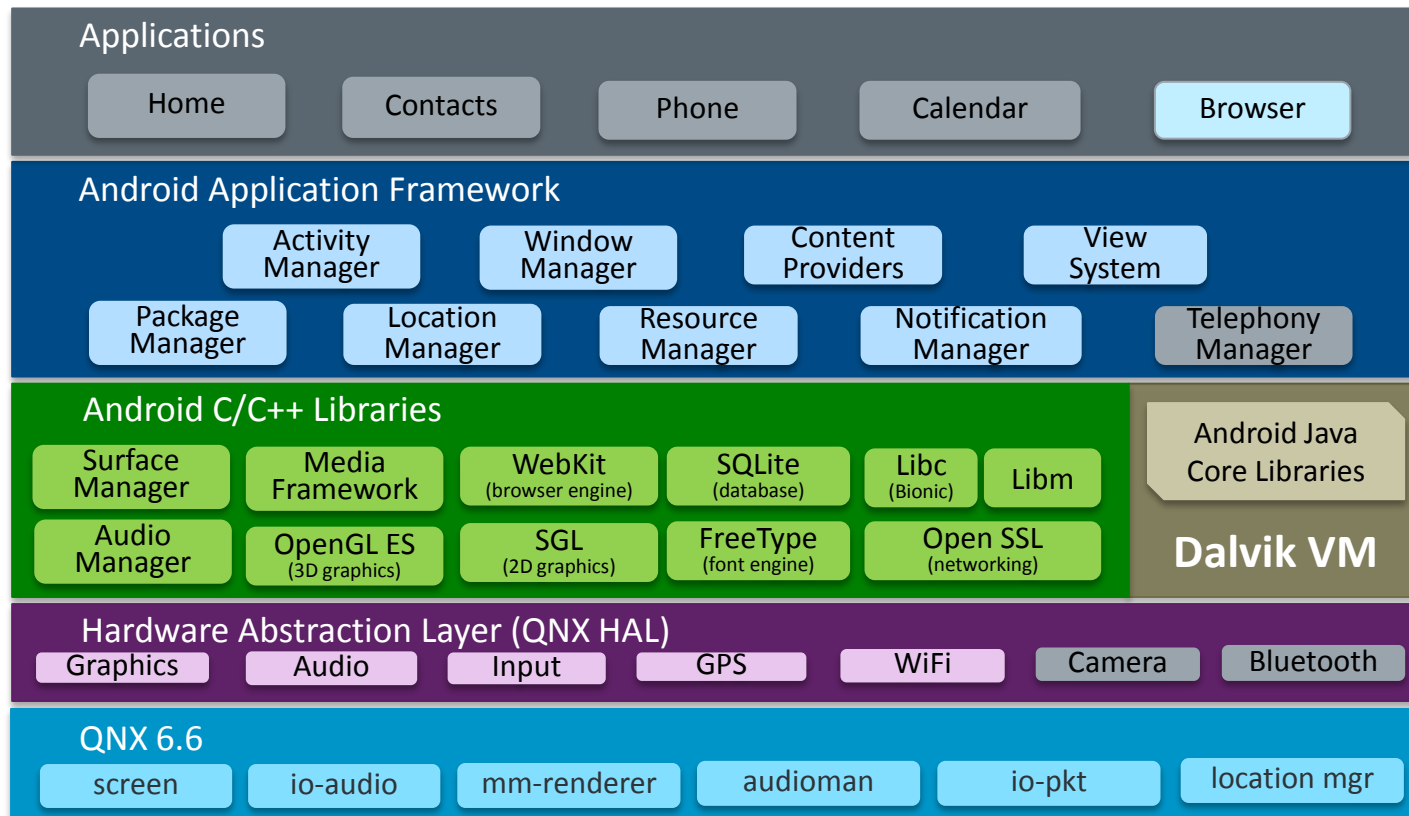 Applications
Home
Contacts
Phone
Calendar
Browser
Android Application Framework
Activity
Manager
Window
Manager
Content
Providers
View
System
Package
Manager
Location
Manager
Resource
Manager
Notification
Manager
Telephony
Manager
Android C/C++ Libraries
Surface
Manager
Media
Framework
WebKit
(browser engine)
SQLite
(database)
Libc
(Bionic)
Libm
Audio
Manager
OpenGL ES
(3D graphics)
SGL
(2D graphics)
FreeType
(font engine)
Open SSL
(networking)
Android Java
Core Libraries
Dalvik VM
Hardware Abstraction Layer (QNX HAL)
Graphics
Audio
Input
GPS
WiFi
Camera
Bluetooth
QNX 6.6
screen
io-audio
mm-renderer
audioman
io-pkt
location mgr